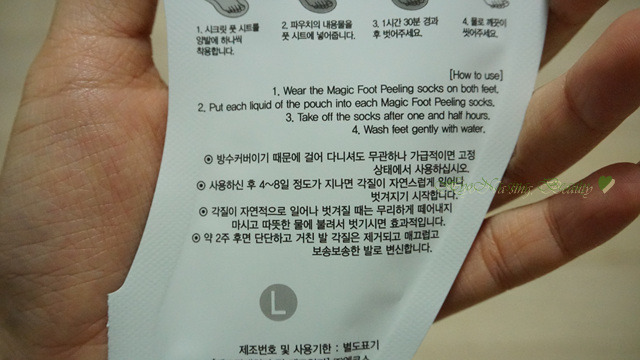 1. 시크릿 풋 시트를
양발에 하나씩
착용합니다.
2. 파우치의 내용물을
풋 시트에 넣어줍니다.
3. 1시간 30분 경과
후 벗어주세요.
4. 물로 깨끗이
씻어주세요.
[How to use]
1. Wear the Magic Foot Peeling socks on both feet.
2. Put each liquid of the pouch into each Magic Foot Peeling socks.
3. Take off the socks after one and half hours.
4. Wash feet gently with water.
◉ 방수커버이기 때문에 걸어 다니셔도 무관하나 가급적이면 고정
상태에서 사용하십시오.
◉ 사용하신 후 4~8일 정도가 지나면 각질이 자연스럽게 일어나
벗겨지기 시작합니다.
◉ 각질이 자연적으로 일어나 벗겨질 때는 무리하게 떼어내지
마시고 따뜻한 물에 불려서 벗기시면 효과적입니다.
◉ 약 2주 후면 단단하고 거친 발 각질은 제거되고 매끄럽고
보송보송한 발로 변신합니다.
Beauty
L
제조번호 및 사용기한 : 별도표기